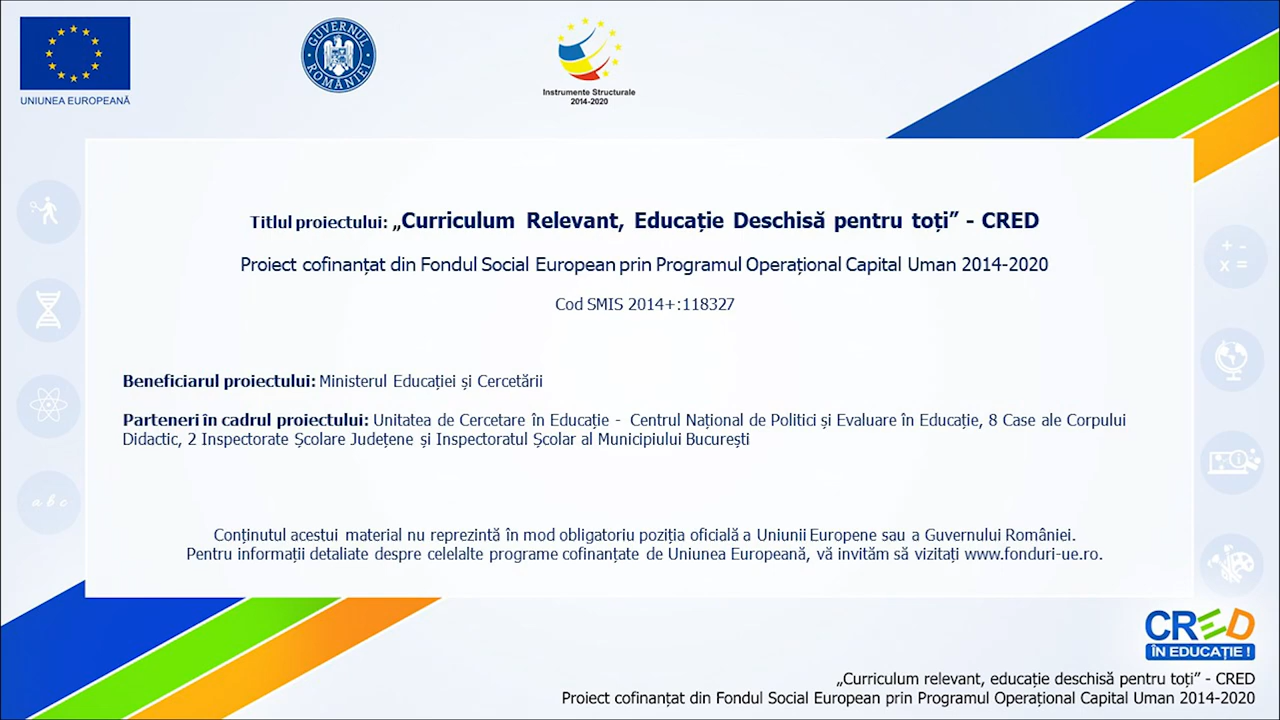 UNIUNEA EUROPEANĂ
GUVERNUL ROMÂNIEI
Instrumente Structurale
2014-2020
Titlul proiectului: „Curriculum Relevant, Educație Deschisă pentru toți” - CRED
Proiect cofinanțat din Fondul Social European prin Programul Operațional Capital Uman 2014-2020
Cod SMIS 2014+:118327
+ -
x =
Beneficiarul proiectului: Ministerul Educației și Cercetării
Parteneri în cadrul proiectului: Unitatea de Cercetare în Educație - Centrul Național de Politici și Evaluare în Educație, 8 Case ale Corpului
Didactic, 2 Inspectorate Școlare Județene și Inspectoratul Școlar al Municipiului București
a b c
Conținutul acestui material nu reprezintă în mod obligatoriu poziția oficială a Uniunii Europene sau a Guvernului României.
Pentru informații detaliate despre celelalte programe cofinanțate de Uniunea Europeană, vă invităm să vizitați www.fonduri-ue.ro.
CRED
ÎN EDUCAȚIE !
„Curriculum relevant, educație deschisă pentru toți” - CRED
Proiect cofinanțat din Fondul Social European prin Programul Operațional Capital Uman 2014-2020